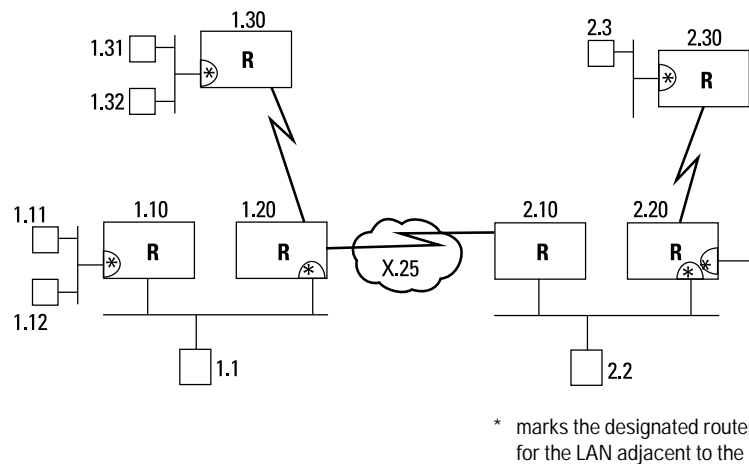 1.30
2.3
2.30
1.31
R
R
1.32
1.11
1.10
1.20
2.10
2.20
R
R
R
R
X.25
1.12
1.1
2.2
* marks the designated
for the LAN adjacent to the